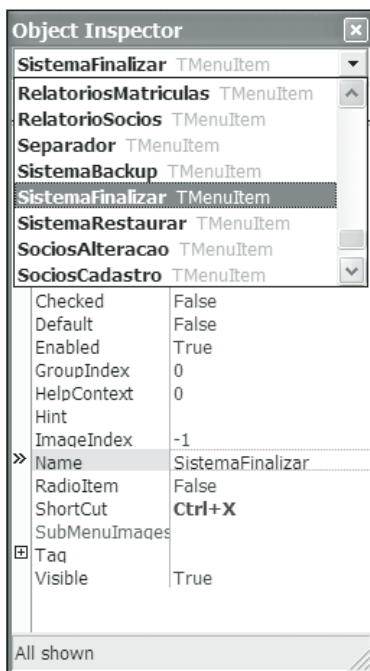 Object Inspector
SistemaFinalizar TMenuItem
RelatoriosMatriculas TMenuItem
RelatorioSocios TMenuItem
Separador TMenuItem
SistemaBackup TMenuItem
SistemaFinalizar TMenuItem
SistemaRestaurar TMenuItem
SociosAlteracao TMenuItem
SociosCadastro TMenuItem
Checked False
Default False
Enabled True
GroupIndex 0
HelpContext 0
Hint
ImageIndex -1
Name SistemaFinalizar
RadioItem False
ShortCut Ctrl+X
SubMenuImages
Tag
Visible True
All shown